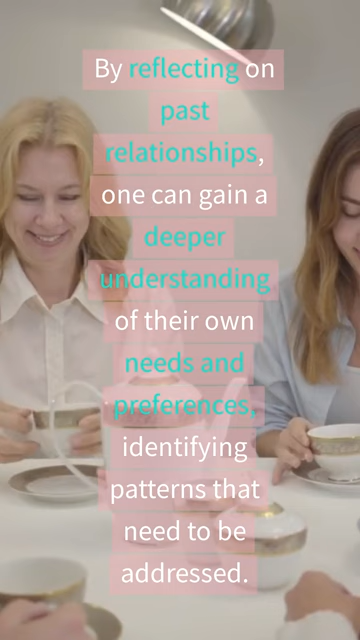 By reflecting on
past
relationships,
one can gain a
deeper
understanding
of their own
needs and
preferences,
identifying
patterns that
need to be
addressed.